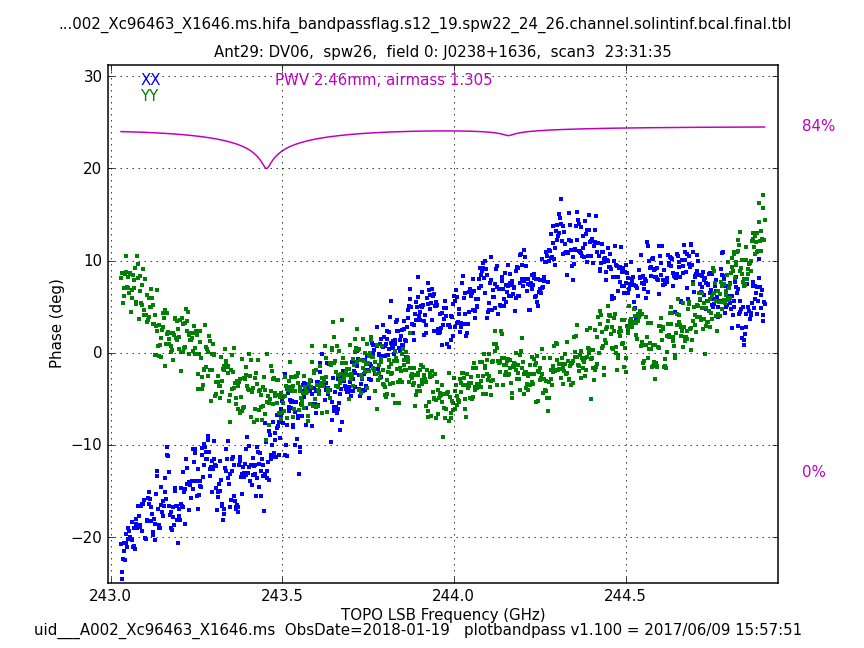 ...002_Xc96463_X1646.ms.hifa_bandpassflag.s12_19.spw22_24_26.channel.solintinf.bcal.final.tbl
Ant29: DV06,  spw26,  field 0: J0238+1636,  scan3  23:31:35
XX
YY
PWV 2.46mm, airmass 1.305
84%
0%
Phase (deg)
30
20
10
0
−10
−20
243.0
243.5
244.0
244.5
TOPO LSB Frequency (GHz)
uid___A002_Xc96463_X1646.ms  ObsDate=2018-01-19   plotbandpass v1.100 = 2017/06/09 15:57:51